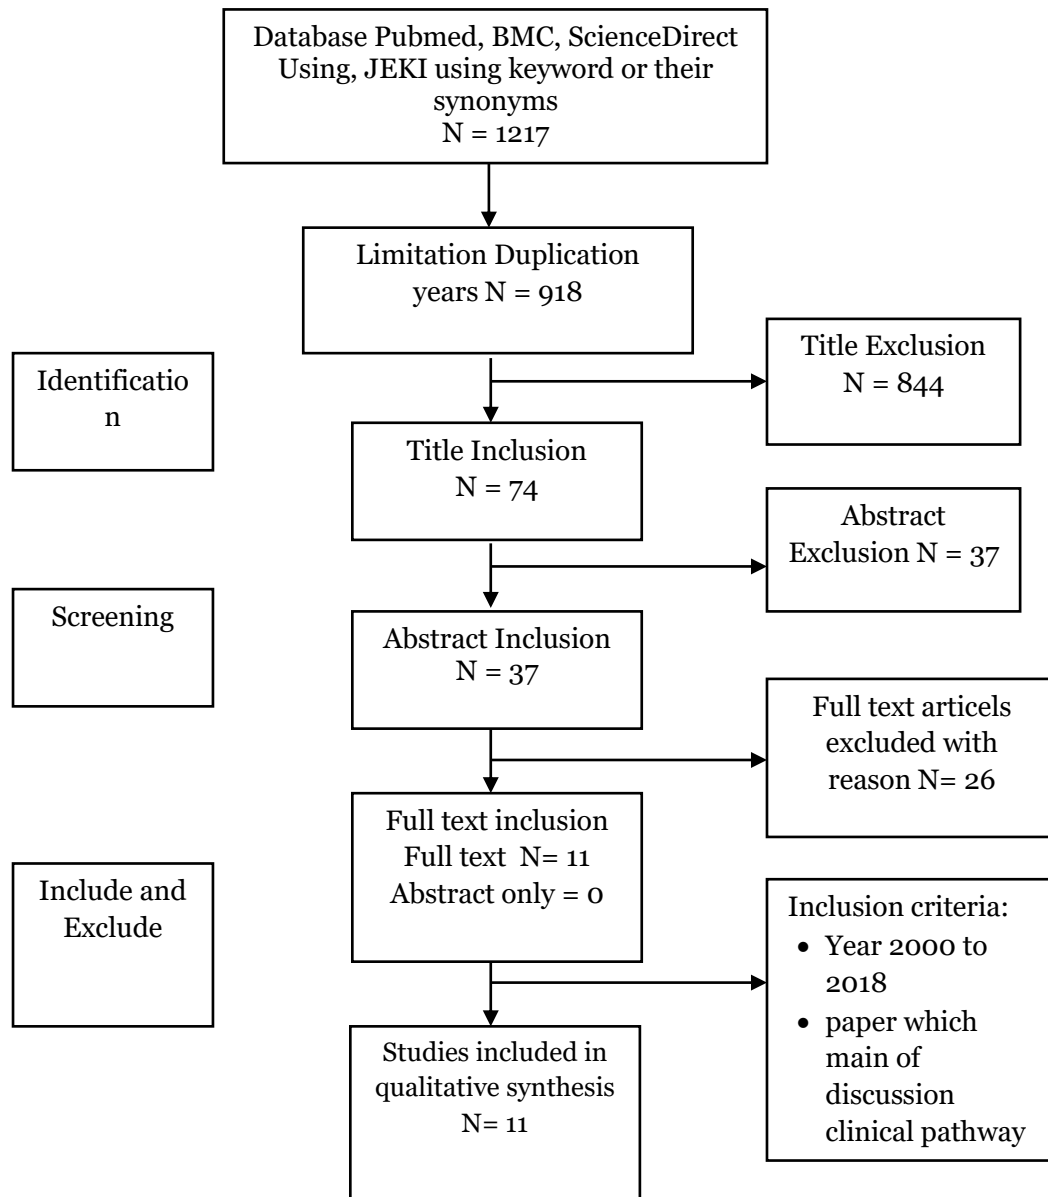 Database Pubmed, BMC, ScienceDirect
Using, JEKI using keyword or their
synonyms
N = 1217
Limitation Duplication
years N = 918
Title Exclusion
N = 844
Identificatio
n
Title Inclusion
N = 74
Abstract
Exclusion N = 37
Screening
Abstract Inclusion
N = 37
Full text articels
excluded with
reason N= 26
Full text inclusion
Full text  N= 11
Abstract only = 0
Include and
Exclude
Inclusion criteria:
• Year 2000 to
2018
• paper which
main of
discussion
clinical pathway
Studies included in
qualitative synthesis
N= 11